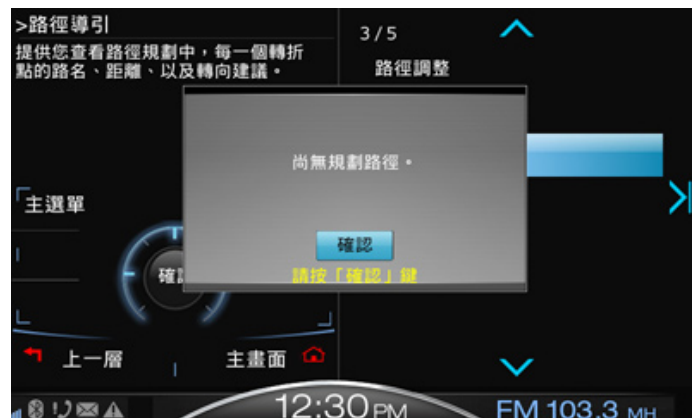 >路徑導引
提供您查看路徑規劃中，每一個轉折
點的路名、距離、以及轉向建議。
3/5
路徑調整
尚無規劃路徑。
確認
請按「確認」鍵
主選單
確
上一層
主畫面
12:30 PM
FM 103.3 MH